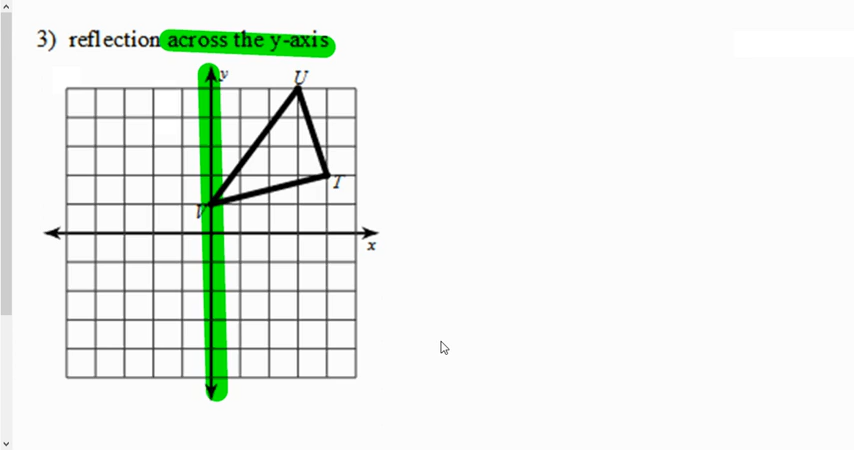 3) reflection across the y-axis
y
U
T
V
x